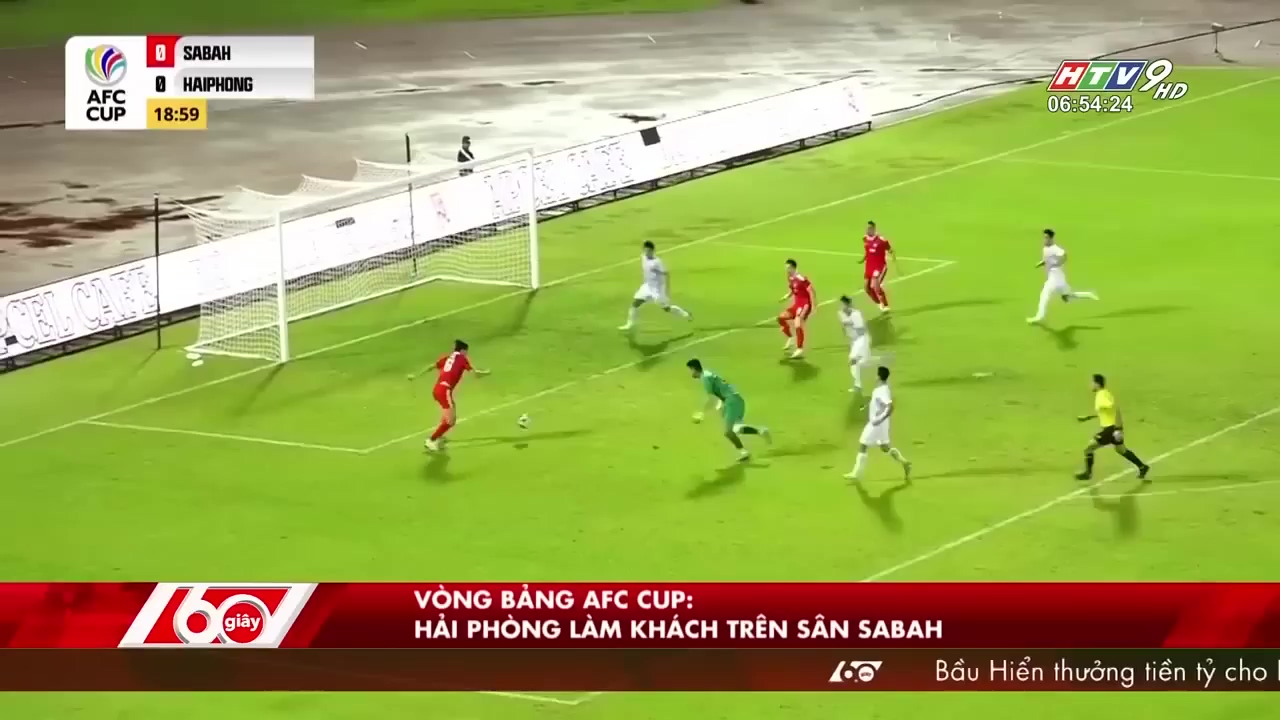 0 SABAH
0 HAIPHONG
AFC
CUP
18:59
HTV9
HD
06:54:24
60
giây
VÒNG BẢNG AFC CUP:
HẢI PHÒNG LÀM KHÁCH TRÊN SÂN SABAH
60
Bầu Hiển thưởng tiền tỷ cho